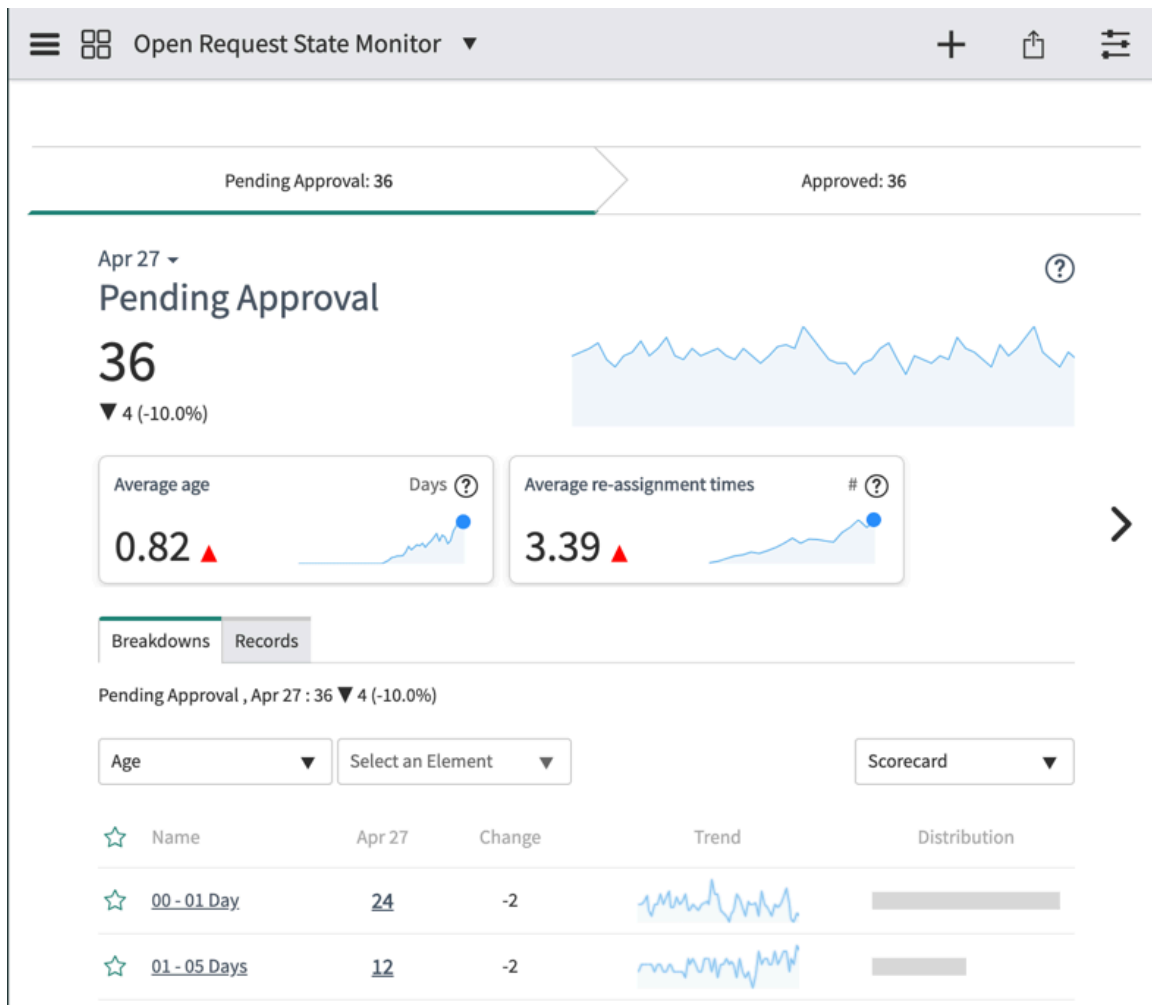 Open Request State Monitor ▼
Pending Approval: 36 Approved: 36
Apr 27
Pending Approval
36
▼ 4 (-10.0%)
Average age Days ?
0.82 ▲
Average re-assignment times # ?
3.39 ▲
Breakdowns Records
Pending Approval , Apr 27 : 36 ▼ 4 (-10.0%)
Age ▼ Select an Element ▼ Scorecard ▼
Name Apr 27 Change Trend Distribution
00 - 01 Day 24 -2
01 - 05 Days 12 -2